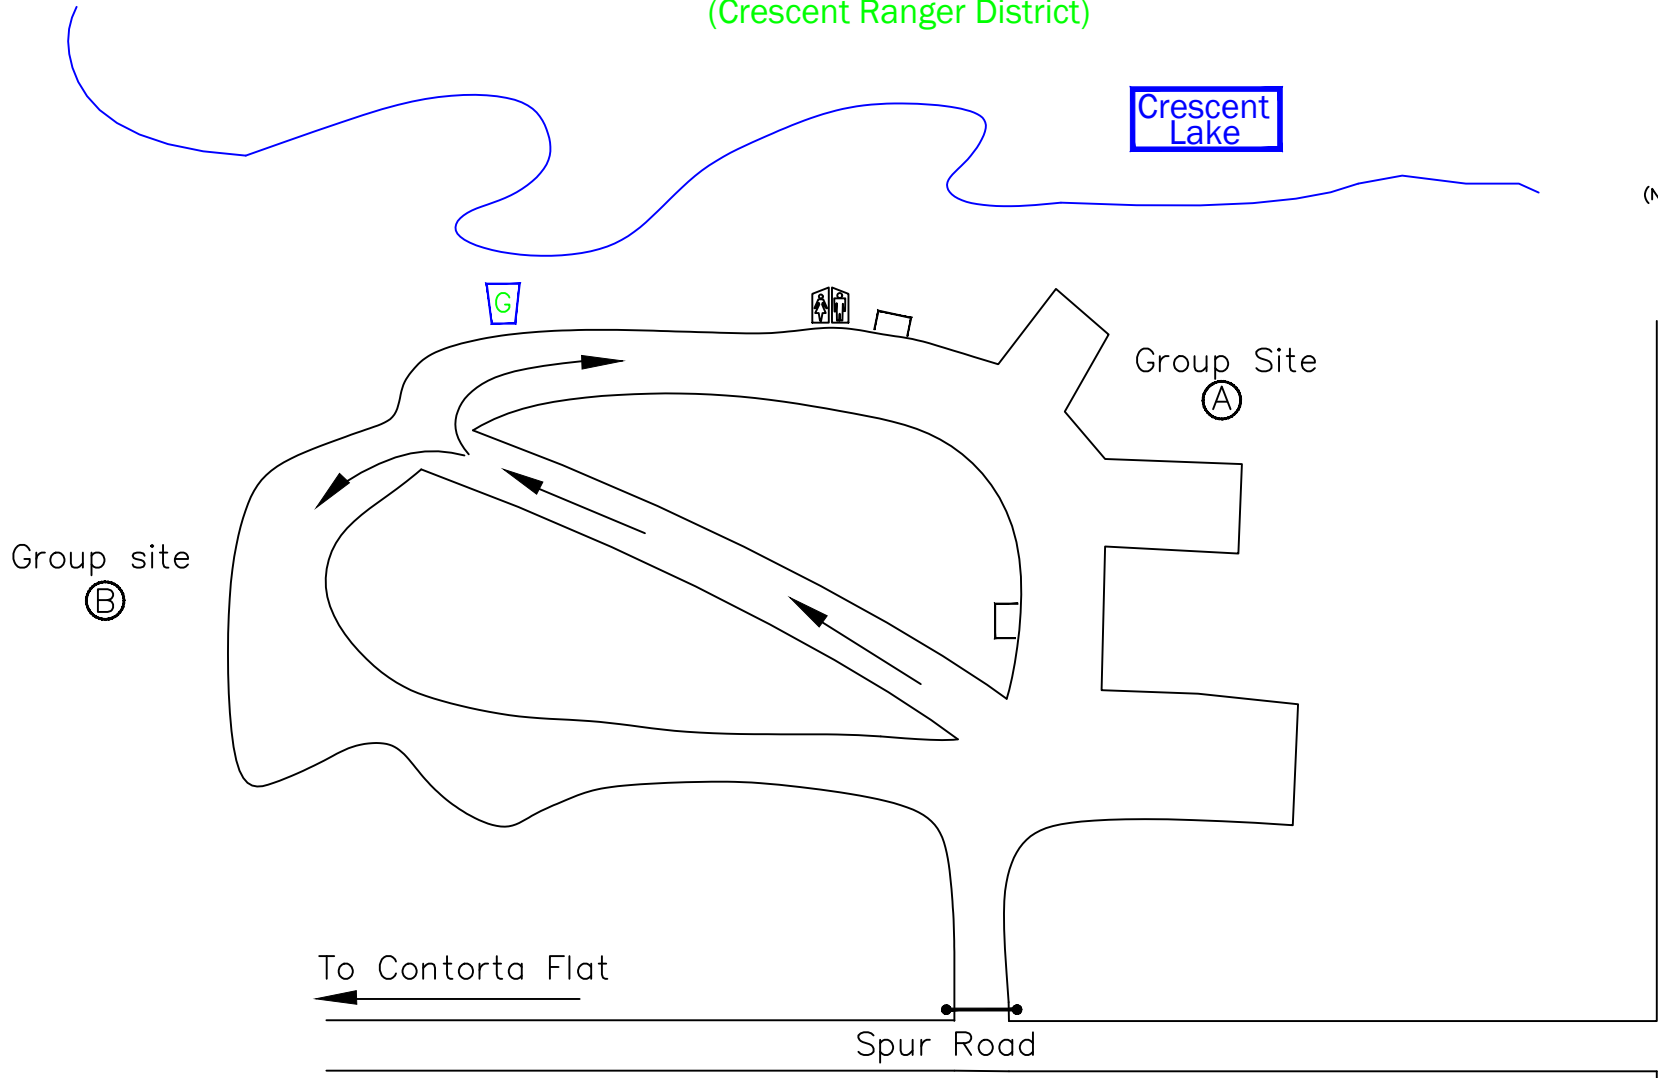 (Crescent Ranger District)
Crescent
Lake
G
Group Site
A
Group site
B
To Contorta Flat
Spur Road